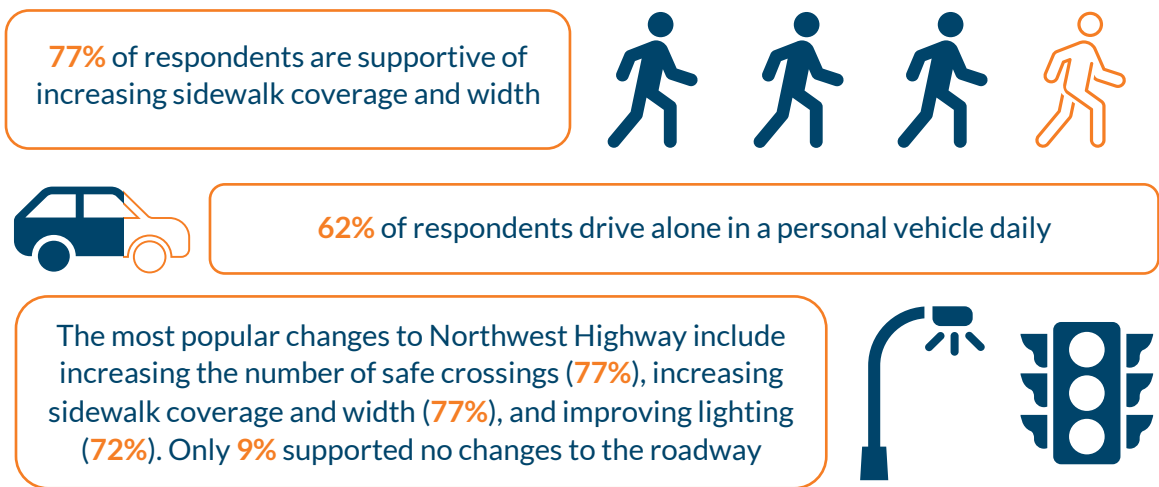 77% of respondents are supportive of
increasing sidewalk coverage and width
62% of respondents drive alone in a personal vehicle daily
The most popular changes to Northwest Highway include
increasing the number of safe crossings (77%), increasing
sidewalk coverage and width (77%), and improving lighting
(72%). Only 9% supported no changes to the roadway